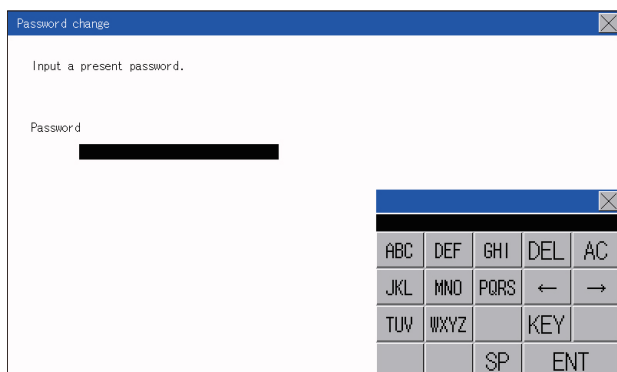 Password change
Input a present password.
Password
ABC DEF GHI DEL AC
JKL MNO PQRS ← →
TUV WXYZ KEY
SP ENT